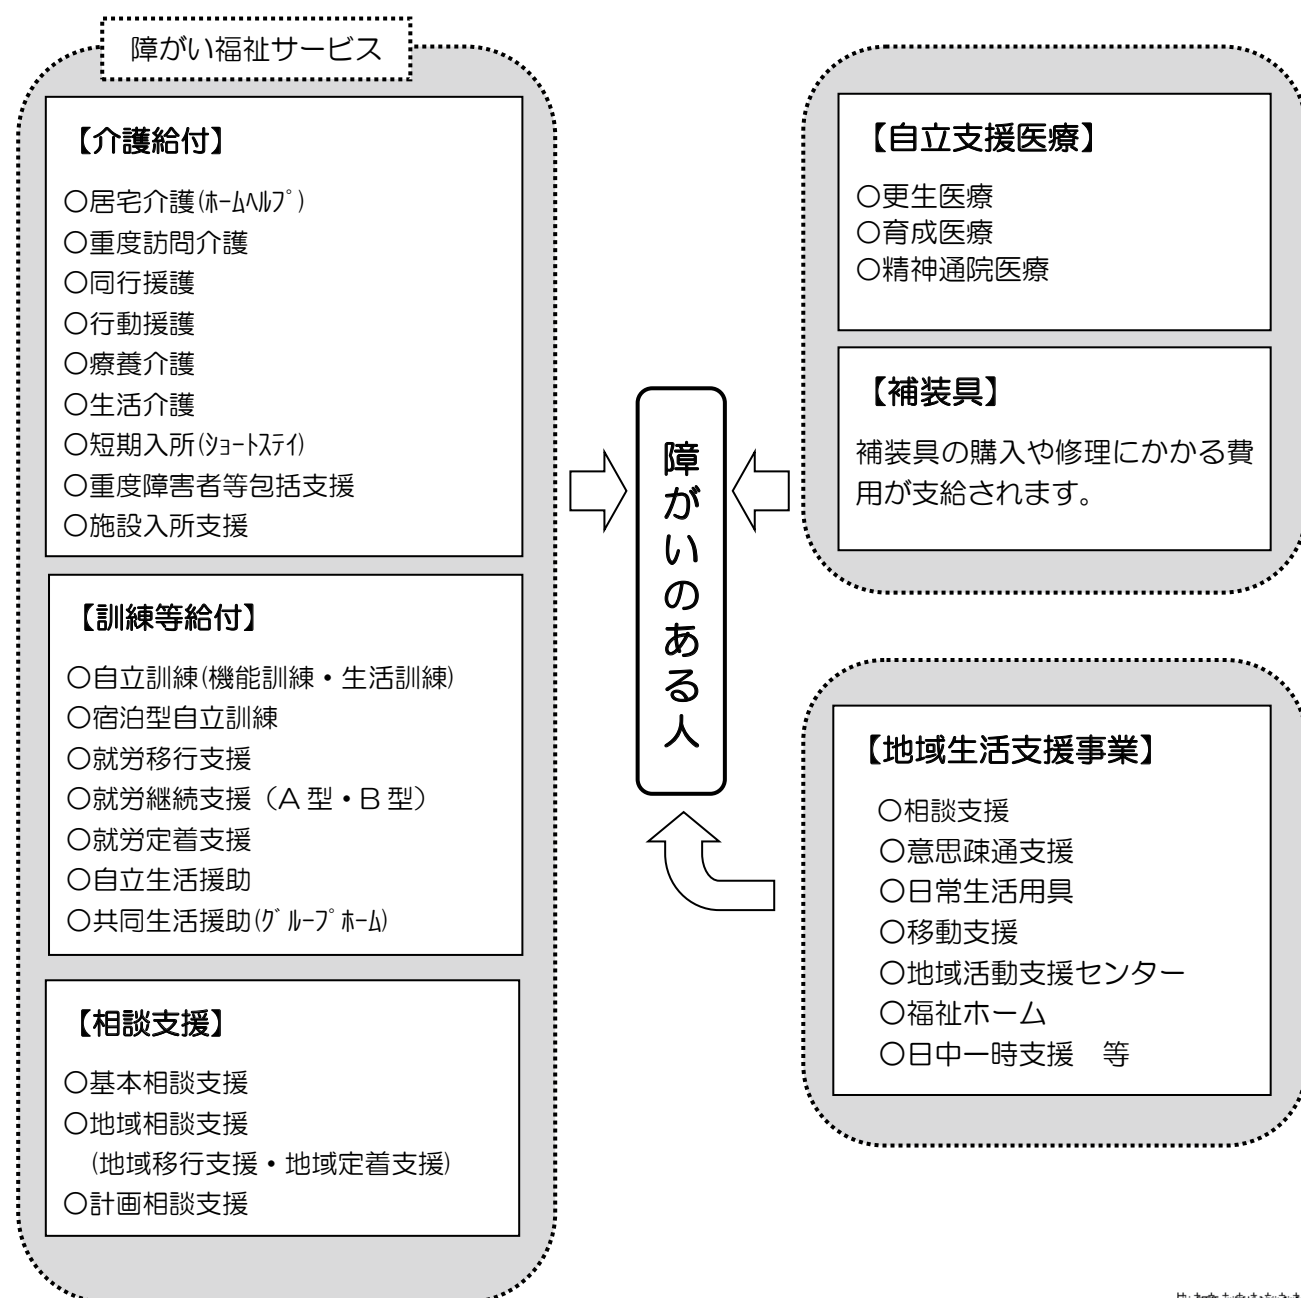 障がい福祉サービス
【介護給付】
○居宅介護(ﾎｰﾑﾍﾙﾌﾟ)
○重度訪問介護
○同行援護
○行動援護
○療養介護
○生活介護
○短期入所(ｼｮｰﾄｽﾃｲ)
○重度障害者等包括支援
○施設入所支援
【訓練等給付】
○自立訓練(機能訓練・生活訓練)
○宿泊型自立訓練
○就労移行支援
○就労継続支援（A型・B型）
○就労定着支援
○自立生活援助
○共同生活援助(ｸﾞﾙｰﾌﾟﾎｰﾑ)
【相談支援】
○基本相談支援
○地域相談支援
(地域移行支援・地域定着支援)
○計画相談支援
障がいのある人
【自立支援医療】
○更生医療
○育成医療
○精神通院医療
【補装具】
補装具の購入や修理にかかる費
用が支給されます。
【地域生活支援事業】
○相談支援
○意思疎通支援
○日常生活用具
○移動支援
○地域活動支援センター
○福祉ホーム
○日中一時支援　等